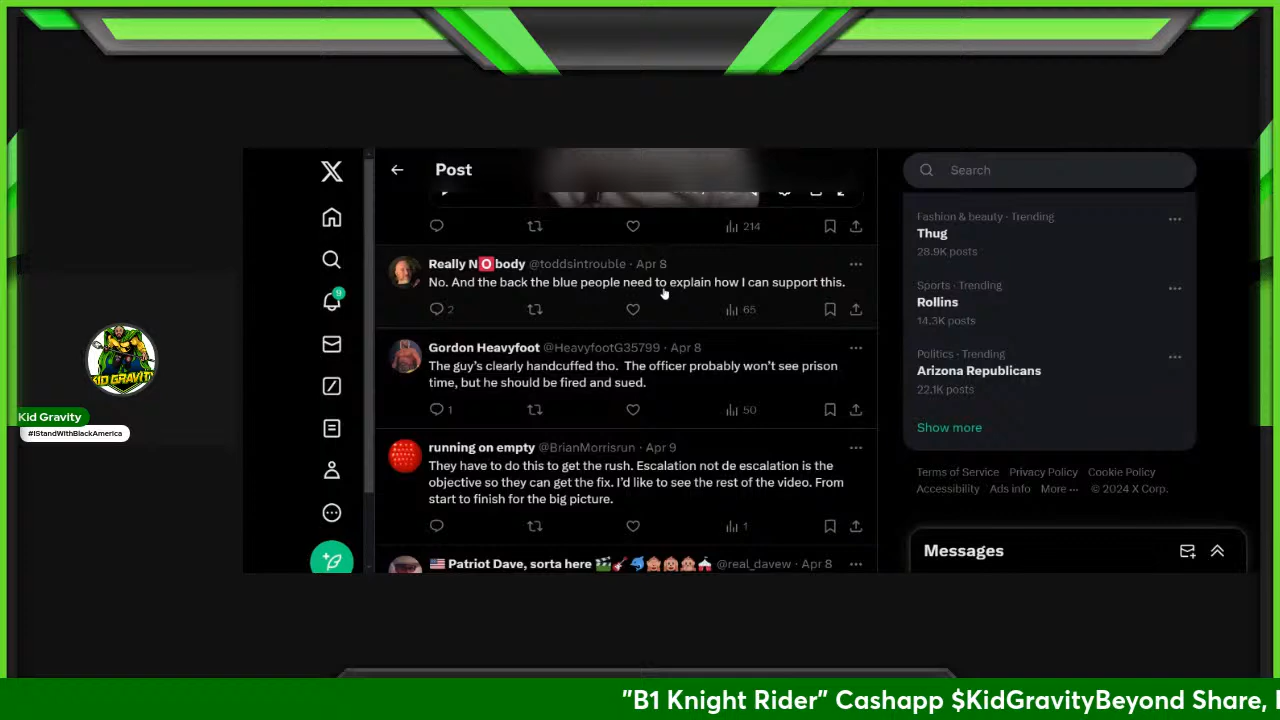 Post
Search
214
Really N🅾️body @toddsintrouble · Apr 8
No. And the back the blue people need to explain how I can support this.
2
65
Gordon Heavyfoot @HeavyfootG35799 · Apr 8
The guy's clearly handcuffed tho. The officer probably won't see prison
time, but he should be fired and sued.
1
50
running on empty @BrianMorrisrun · Apr 9
They have to do this to get the rush. Escalation not de escalation is the
objective so they can get the fix. I'd like to see the rest of the video. From
start to finish for the big picture.
1
Patriot Dave, sorta here @real_davew · Apr 8
Fashion & beauty · Trending
Thug
28.9K posts
Sports · Trending
Rollins
14.3K posts
Politics · Trending
Arizona Republicans
22.1K posts
Show more
Terms of Service Privacy Policy Cookie Policy
Accessibility Ads info More ··· © 2024 X Corp.
Messages
KID GRAVITY
Kid Gravity
#IStandWithBlackAmerica
"B1 Knight Rider" Cashapp $KidGravityBeyond Share,